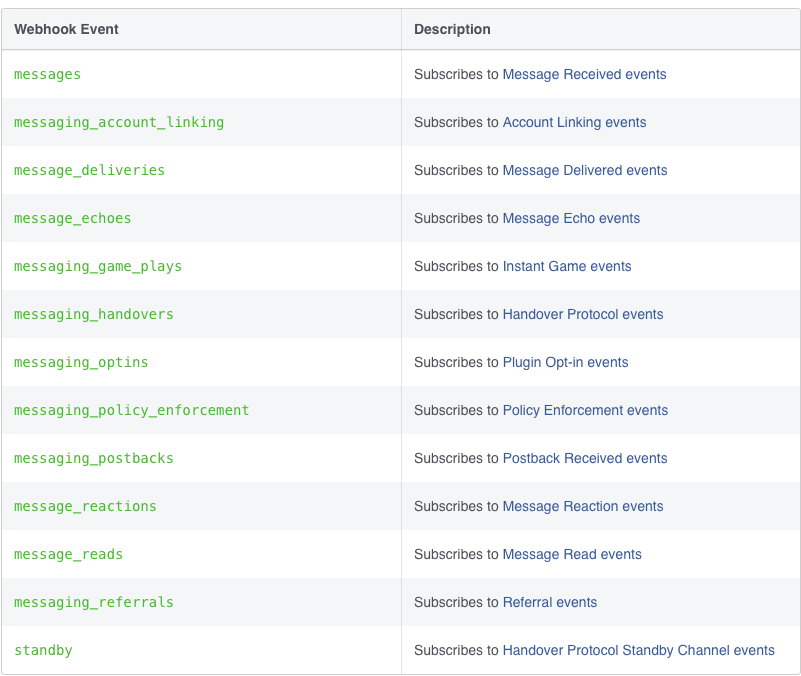 Webhook Event Description
messages Subscribes to Message Received events
messaging_account_linking Subscribes to Account Linking events
message_deliveries Subscribes to Message Delivered events
message_echoes Subscribes to Message Echo events
messaging_game_plays Subscribes to Instant Game events
messaging_handovers Subscribes to Handover Protocol events
messaging_optins Subscribes to Plugin Opt-in events
messaging_policy_enforcement Subscribes to Policy Enforcement events
messaging_postbacks Subscribes to Postback Received events
message_reactions Subscribes to Message Reaction events
message_reads Subscribes to Message Read events
messaging_referrals Subscribes to Referral events
standby Subscribes to Handover Protocol Standby Channel events